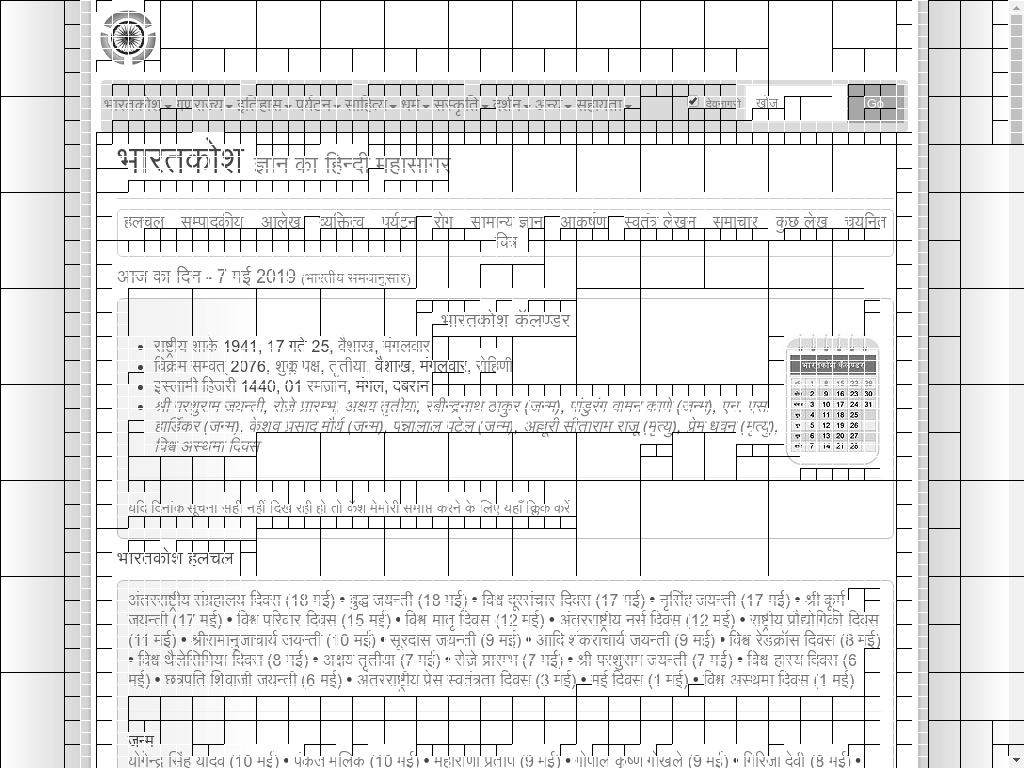 भारतकोश गणराज्य इतिहास पर्यटन साहित्य धर्म संस्कृति दर्शन अन्य सहायता देवनागरी खोज Go
भारतकोश ज्ञान का हिन्दी महासागर
हलचल सम्पादकीय आलेख व्यक्तित्व पर्यटन रोग सामान्य ज्ञान आकर्षण स्वतंत्र लेखन समाचार कुछ लेख चयनित
चित्र
आज का दिन - 7 मई 2019 (भारतीय समयानुसार)
भारतकोश कॅलण्डर
भारतकोश कॅलण्डर
• राष्ट्रीय शाके 1941, 17 गते 25, वैशाख, मंगलवार
• विक्रम सम्वत् 2076, शुक्ल पक्ष, तृतीया, वैशाख, मंगलवार, रोहिणी
• इस्लामी हिजरी 1440, 01 रमज़ान, मंगल, दबरान
• श्री परशुराम जयन्ती, रोज़े प्रारम्भ, अक्षय तृतीया, रबीन्द्रनाथ ठाकुर (जन्म), पांडुरंग वामन काणे (जन्म), एन. एस.
हार्डिकर (जन्म), केशव प्रसाद मौर्य (जन्म), पन्नालाल पटेल (जन्म), अल्लूरी सीताराम राजू (मृत्यु), प्रेम धवन (मृत्यु),
विश्व अस्थमा दिवस
यदि दिनांक सूचना सही नहीं दिख रही हो तो कॅश मेमोरी समाप्त करने के लिए यहाँ क्लिक करें
भारतकोश हलचल
अंतरराष्ट्रीय संग्रहालय दिवस (18 मई) • बुद्ध जयन्ती (18 मई) • विश्व दूरसंचार दिवस (17 मई) • नृसिंह जयन्ती (17 मई) • श्री कूर्म
जयन्ती (17 मई) • विश्व परिवार दिवस (15 मई) • विश्व मातृ दिवस (12 मई) • अंतरराष्ट्रीय नर्स दिवस (12 मई) • राष्ट्रीय प्रौद्योगिकी दिवस
(11 मई) • श्रीरामानुजाचार्य जयन्ती (10 मई) • सूरदास जयन्ती (9 मई) • आदि शंकराचार्य जयन्ती (9 मई) • विश्व रेडक्रॉस दिवस (8 मई)
• विश्व थैलेसिमिया दिवस (8 मई) • अक्षय तृतीया (7 मई) • रोज़े प्रारम्भ (7 मई) • श्री परशुराम जयन्ती (7 मई) • विश्व हास्य दिवस (6
मई) • छत्रपति शिवाजी जयन्ती (6 मई) • अंतरराष्ट्रीय प्रेस स्वतंत्रता दिवस (3 मई) • मई दिवस (1 मई) • विश्व अस्थमा दिवस (1 मई)
जन्म
योगेन्द्र सिंह यादव (10 मई) • पंकज मलिक (10 मई) • महाराणा प्रताप (9 मई) • गोपाल कृष्ण गोखले (9 मई) • गिरिजा देवी (8 मई) •